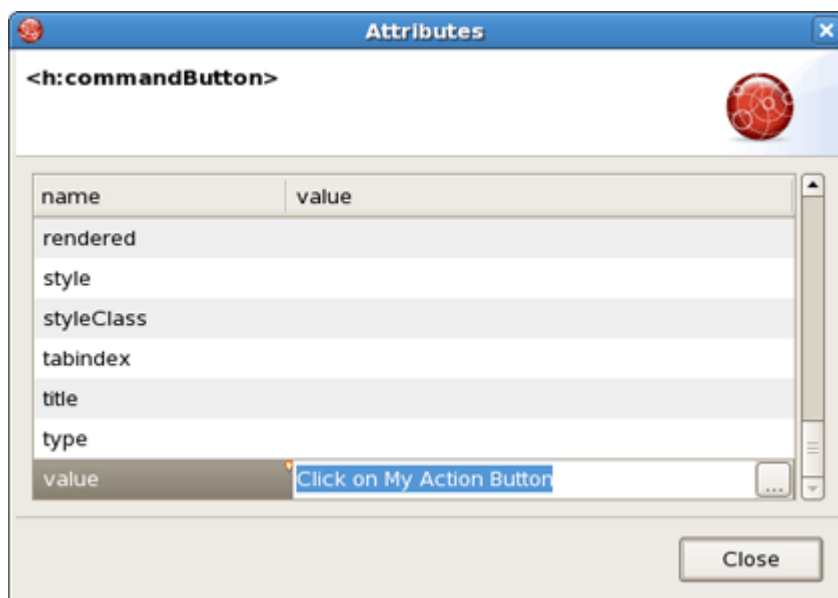 Attributes
<h:commandButton>
name value
rendered
style
styleClass
tabindex
title
type
value Click on My Action Button ...
Close